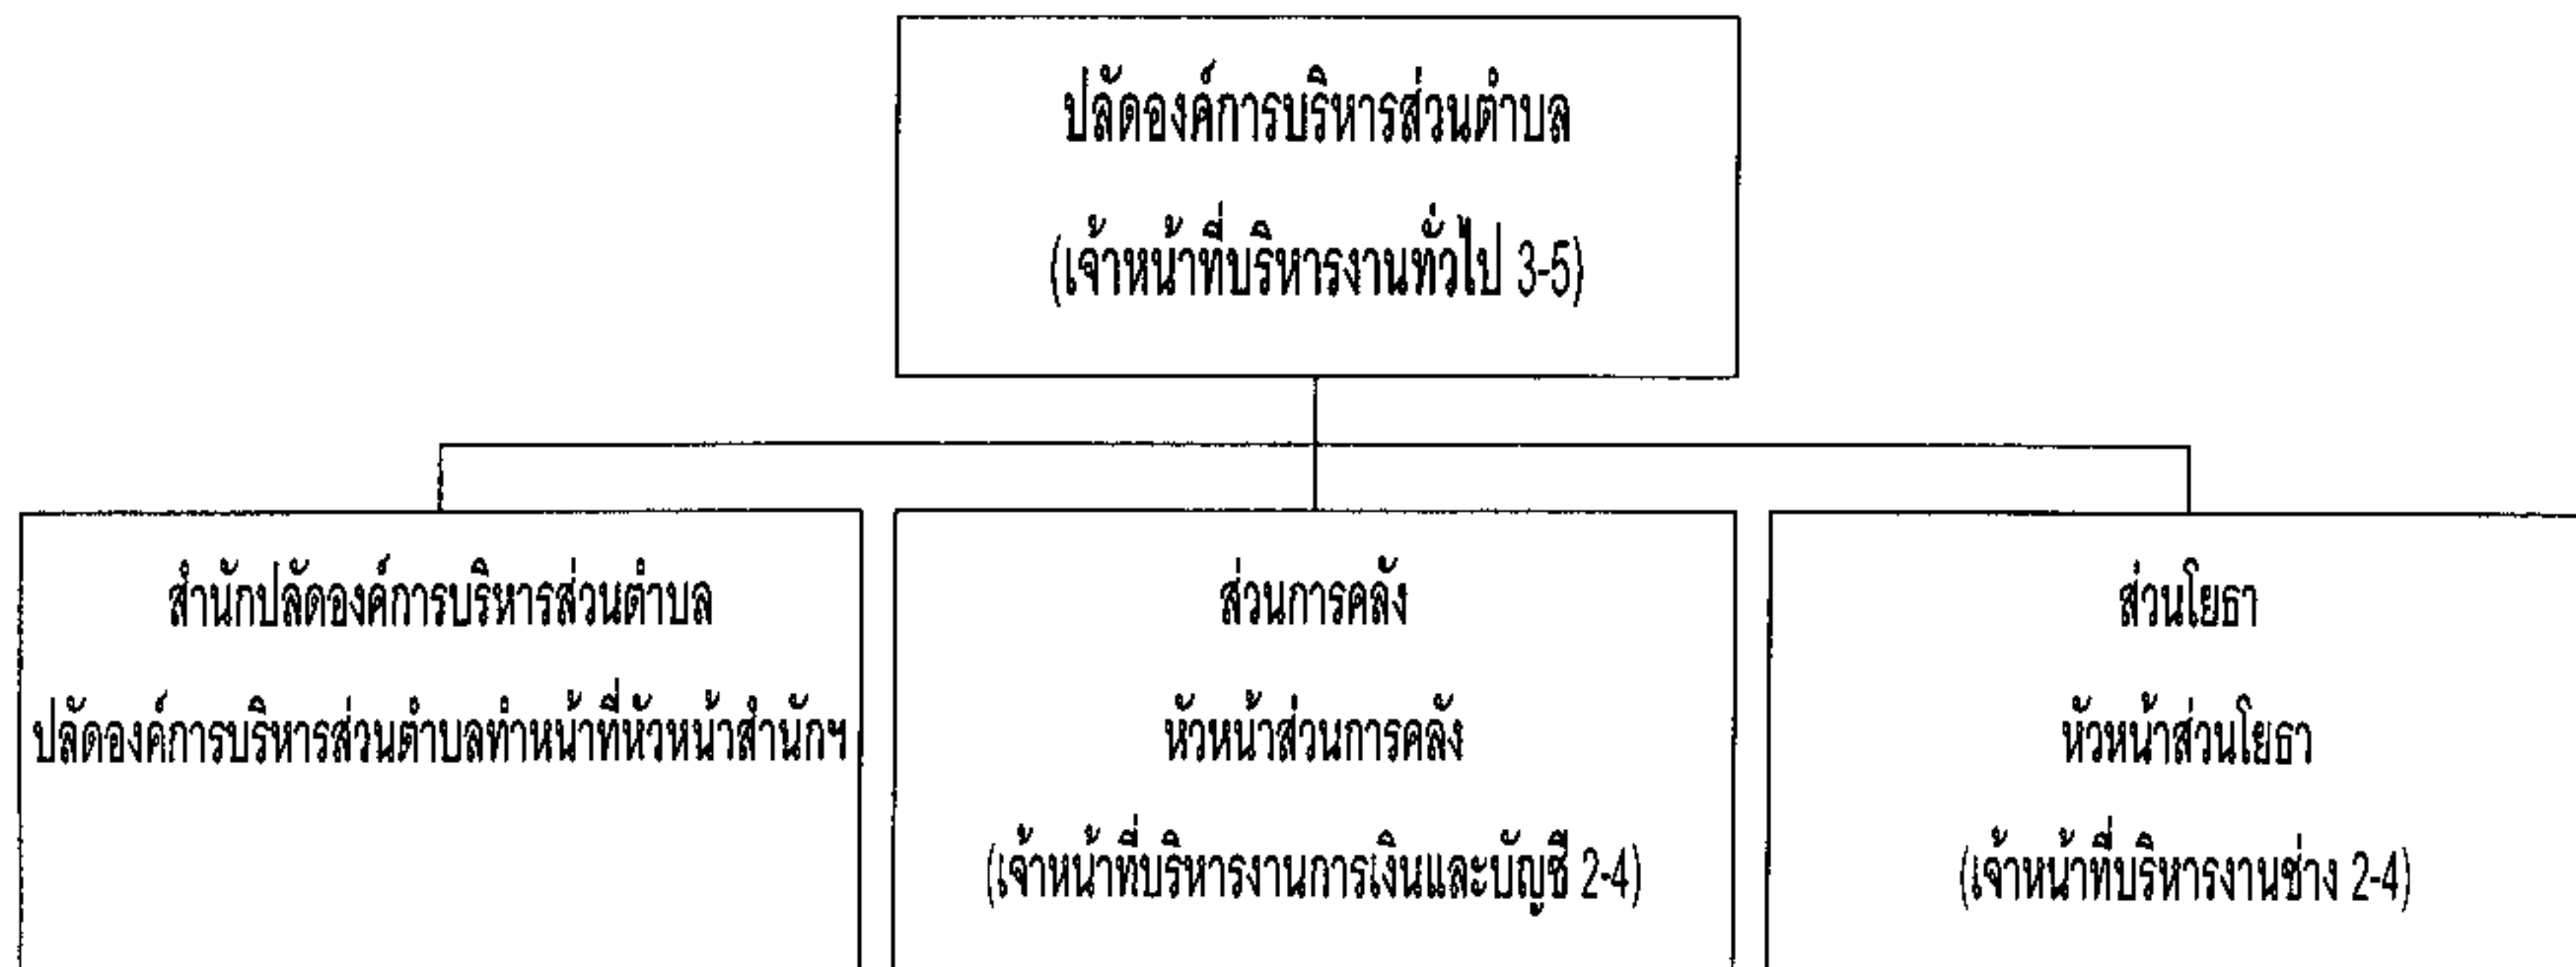 ปลัดองค์การบริหารส่วนตำบล
(เจ้าหน้าที่บริหารงานทั่วไป 3-5)
สำนักปลัดองค์การบริหารส่วนตำบล
ปลัดองค์การบริหารส่วนตำบลทำหน้าที่หัวหน้าสำนักฯ
ส่วนการคลัง
หัวหน้าส่วนการคลัง
(เจ้าหน้าที่บริหารงานการเงินและบัญชี 2-4)
ส่วนโยธา
หัวหน้าส่วนโยธา
(เจ้าหน้าที่บริหารงานช่าง 2-4)